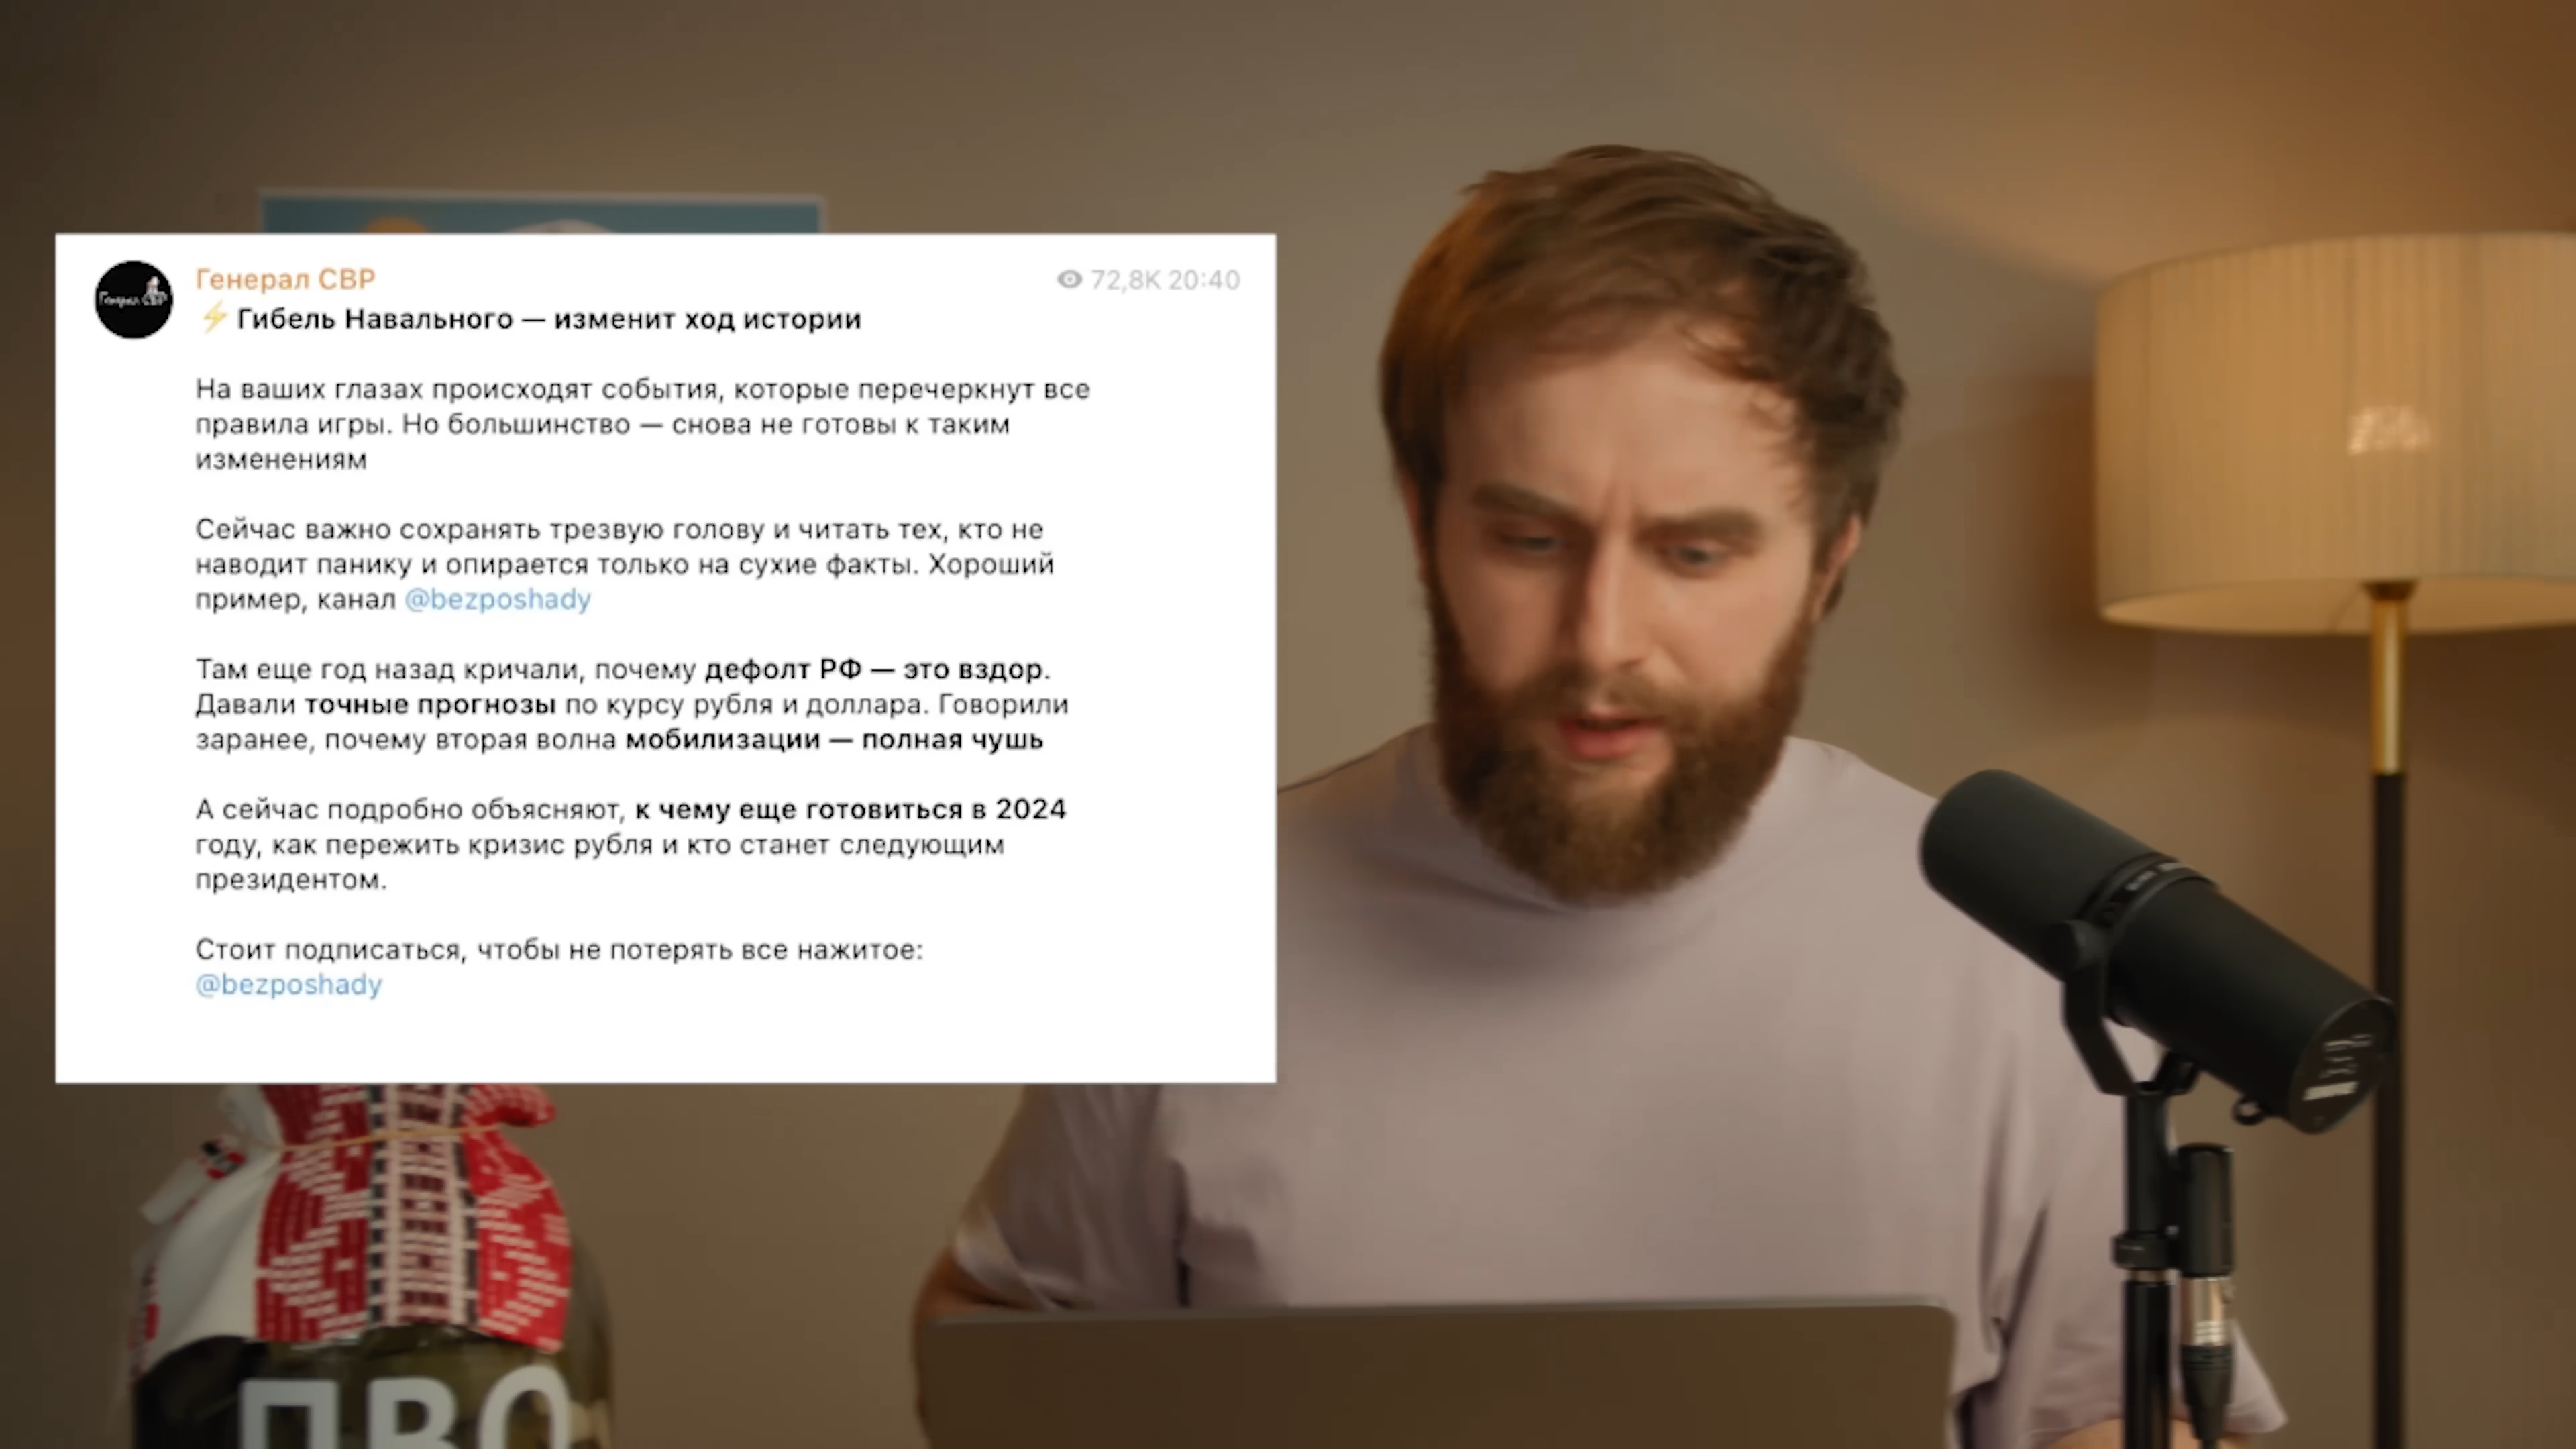 Генерал СВР
72,8K 20:40
⚡ Гибель Навального — изменит ход истории
На ваших глазах происходят события, которые перечеркнут все
правила игры. Но большинство — снова не готовы к таким
изменениям
Сейчас важно сохранять трезвую голову и читать тех, кто не
наводит панику и опирается только на сухие факты. Хороший
пример, канал @bezposhady
Там еще год назад кричали, почему дефолт РФ — это вздор.
Давали точные прогнозы по курсу рубля и доллара. Говорили
заранее, почему вторая волна мобилизации — полная чушь
А сейчас подробно объясняют, к чему еще готовиться в 2024
году, как пережить кризис рубля и кто станет следующим
президентом.
Стоит подписаться, чтобы не потерять все нажитое:
@bezposhady
ПВО